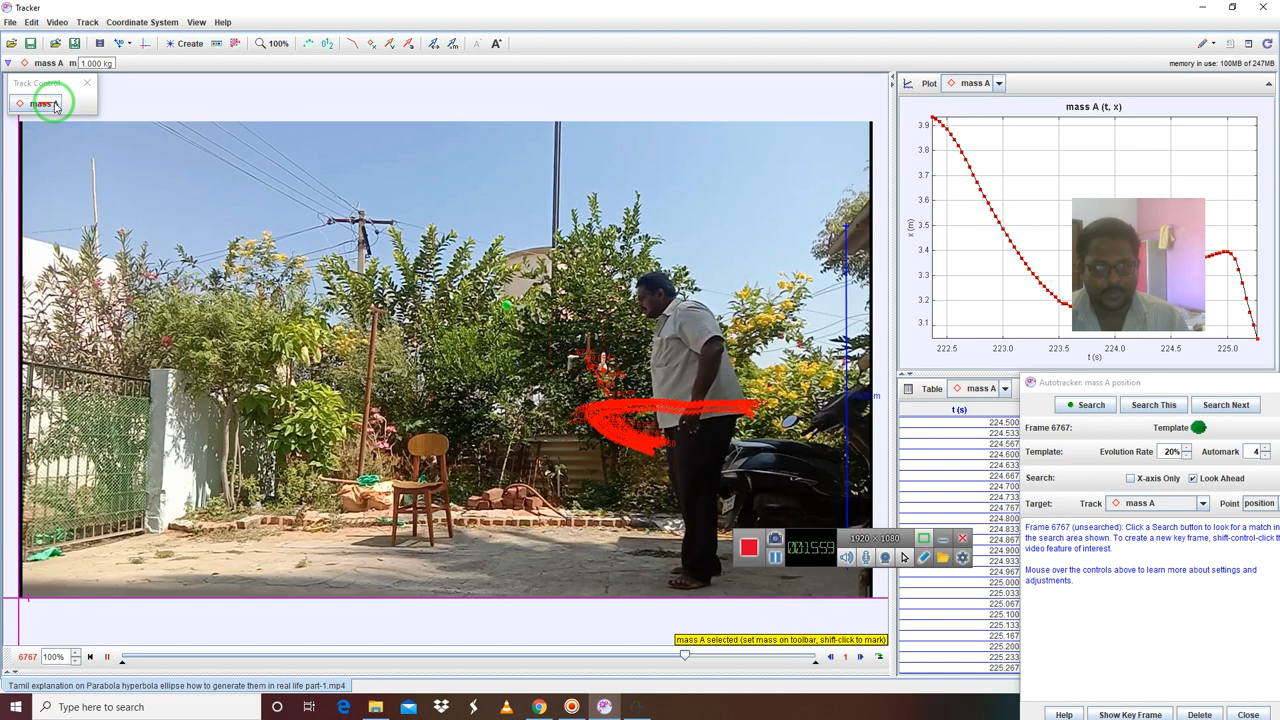 Tracker
File Edit Video Track Coordinate System View Help
Create 100%
mass A m 1.000 kg
memory in use: 100MB of 247MB
Track Control
mass A
Plot mass A
mass A (t, x)
3.9
3.8
3.7
3.6
3.5
3.4
3.3
3.2
3.1
x (m)
222.5 223.0 223.5 224.0 224.5 225.0
t (s)
Table mass A
t (s)
224.500
224.533
224.567
224.600
224.633
224.667
224.700
224.733
224.767
224.800
224.833
224.867
224.900
224.933
224.967
225.000
225.033
225.067
225.100
225.133
225.167
225.200
225.233
225.267
Autotracker: mass A position
Search Search This Search Next
Frame 6767: Template
Template: Evolution Rate 20% Automark 4
Search: X-axis Only Look Ahead
Target: Track mass A Point position
Frame 6767 (unsearched): Click a Search button to look for a match in
the search area shown. To create a new key frame, shift-control-click t
video feature of interest.
Mouse over the controls above to learn more about settings and
adjustments.
Help Show Key Frame Delete Close
1920 × 1080
00:15:59
mass A selected (set mass on toolbar, shift-click to mark)
6767 100% 1
Tamil explanation on Parabola hyperbola ellipse how to generate them in real life part-1.mp4
Type here to search